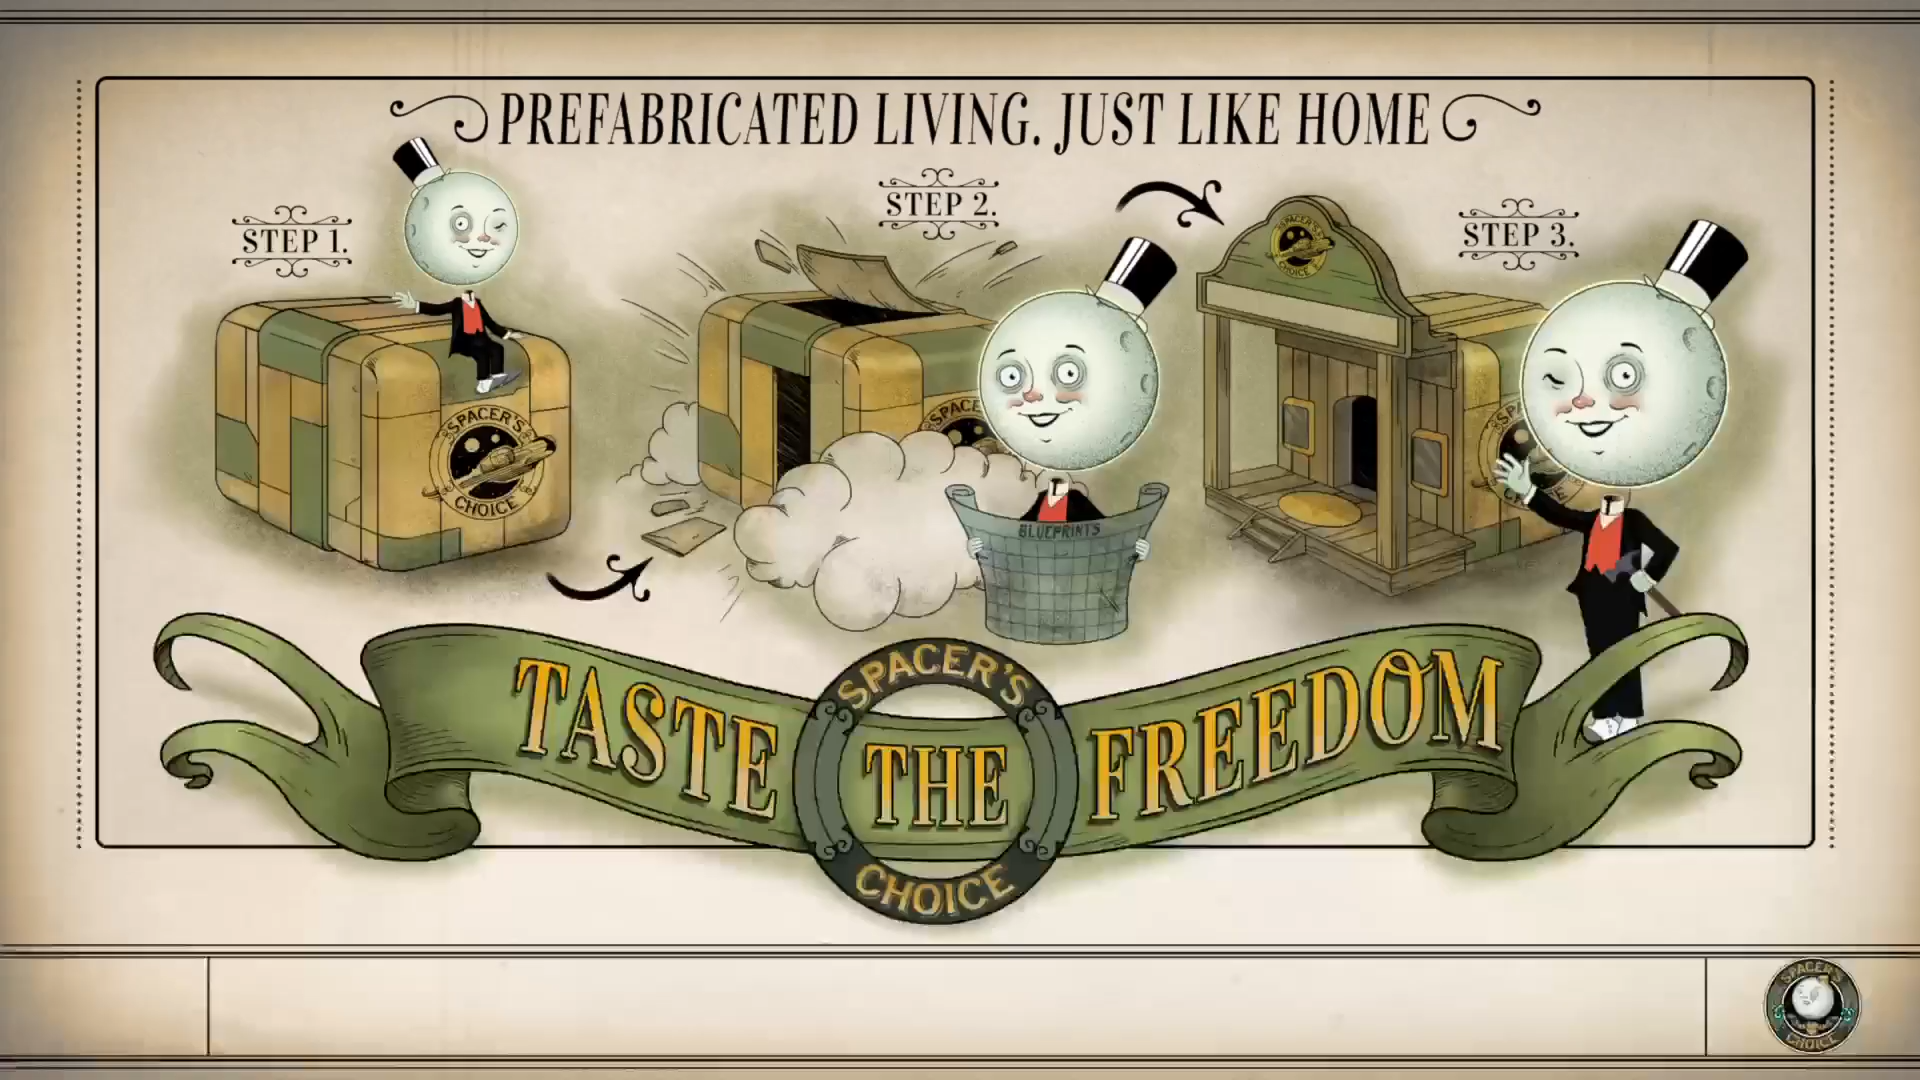 PREFABRICATED LIVING. JUST LIKE HOME
STEP 1.
STEP 2.
STEP 3.
SPACER'S
CHOICE
SPACE
SPACER'S
CHOICE
BLUEPRINTS
TASTE THE FREEDOM
SPACER'S
CHOICE
SPACER'S
CHOICE